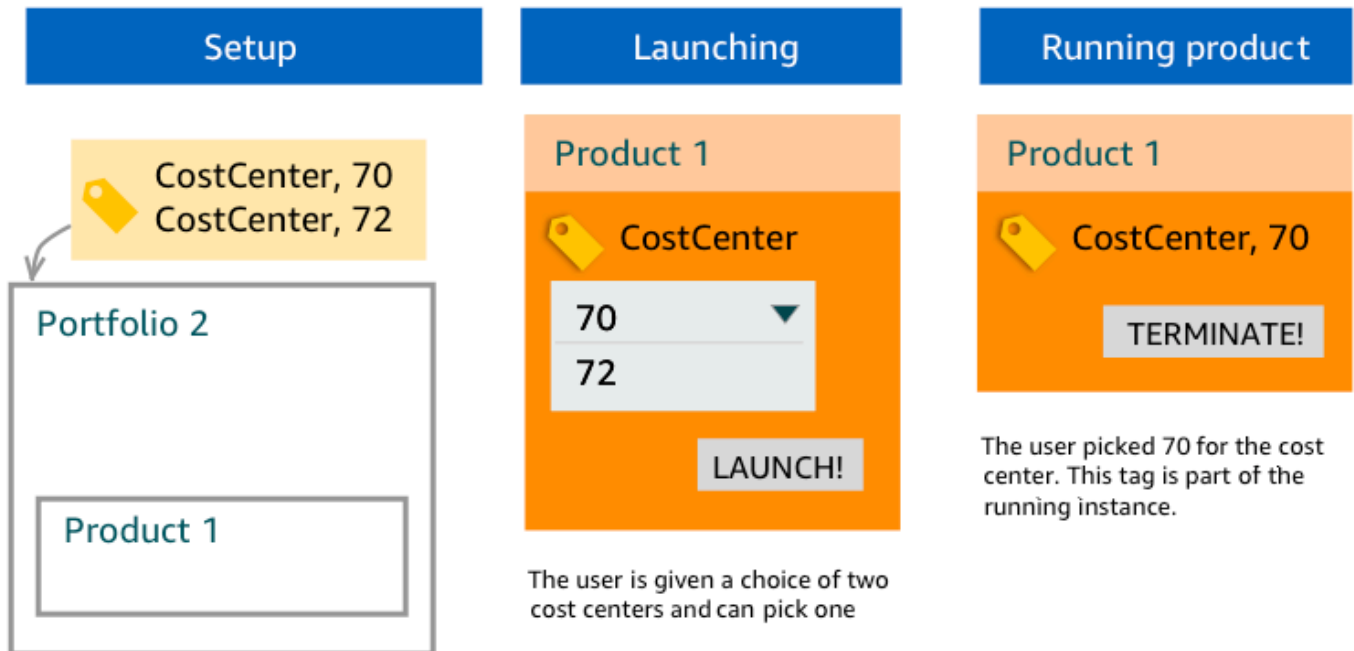 Setup
CostCenter, 70
CostCenter, 72
Portfolio 2
Product 1
Launching
Product 1
CostCenter
70
72
LAUNCH!
The user is given a choice of two
cost centers and can pick one
Running product
Product 1
CostCenter, 70
TERMINATE!
The user picked 70 for the cost
center. This tag is part of the
running instance.